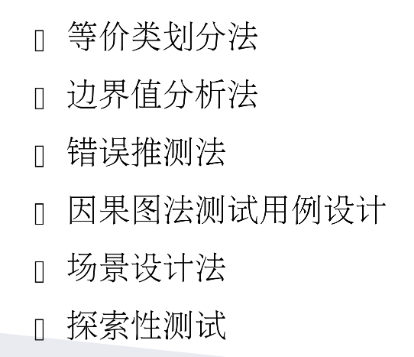 等价类划分法
边界值分析法
错误推测法
因果图法测试用例设计
场景设计法
探索性测试